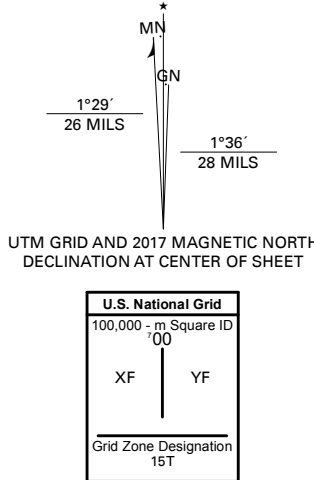 MN
GN
1°29´
26 MILS
1°36´
28 MILS
UTM GRID AND 2017 MAGNETIC NORTH
DECLINATION AT CENTER OF SHEET
U.S. National Grid
100,000 - m Square ID
⁷00
XF YF
Grid Zone Designation
15T